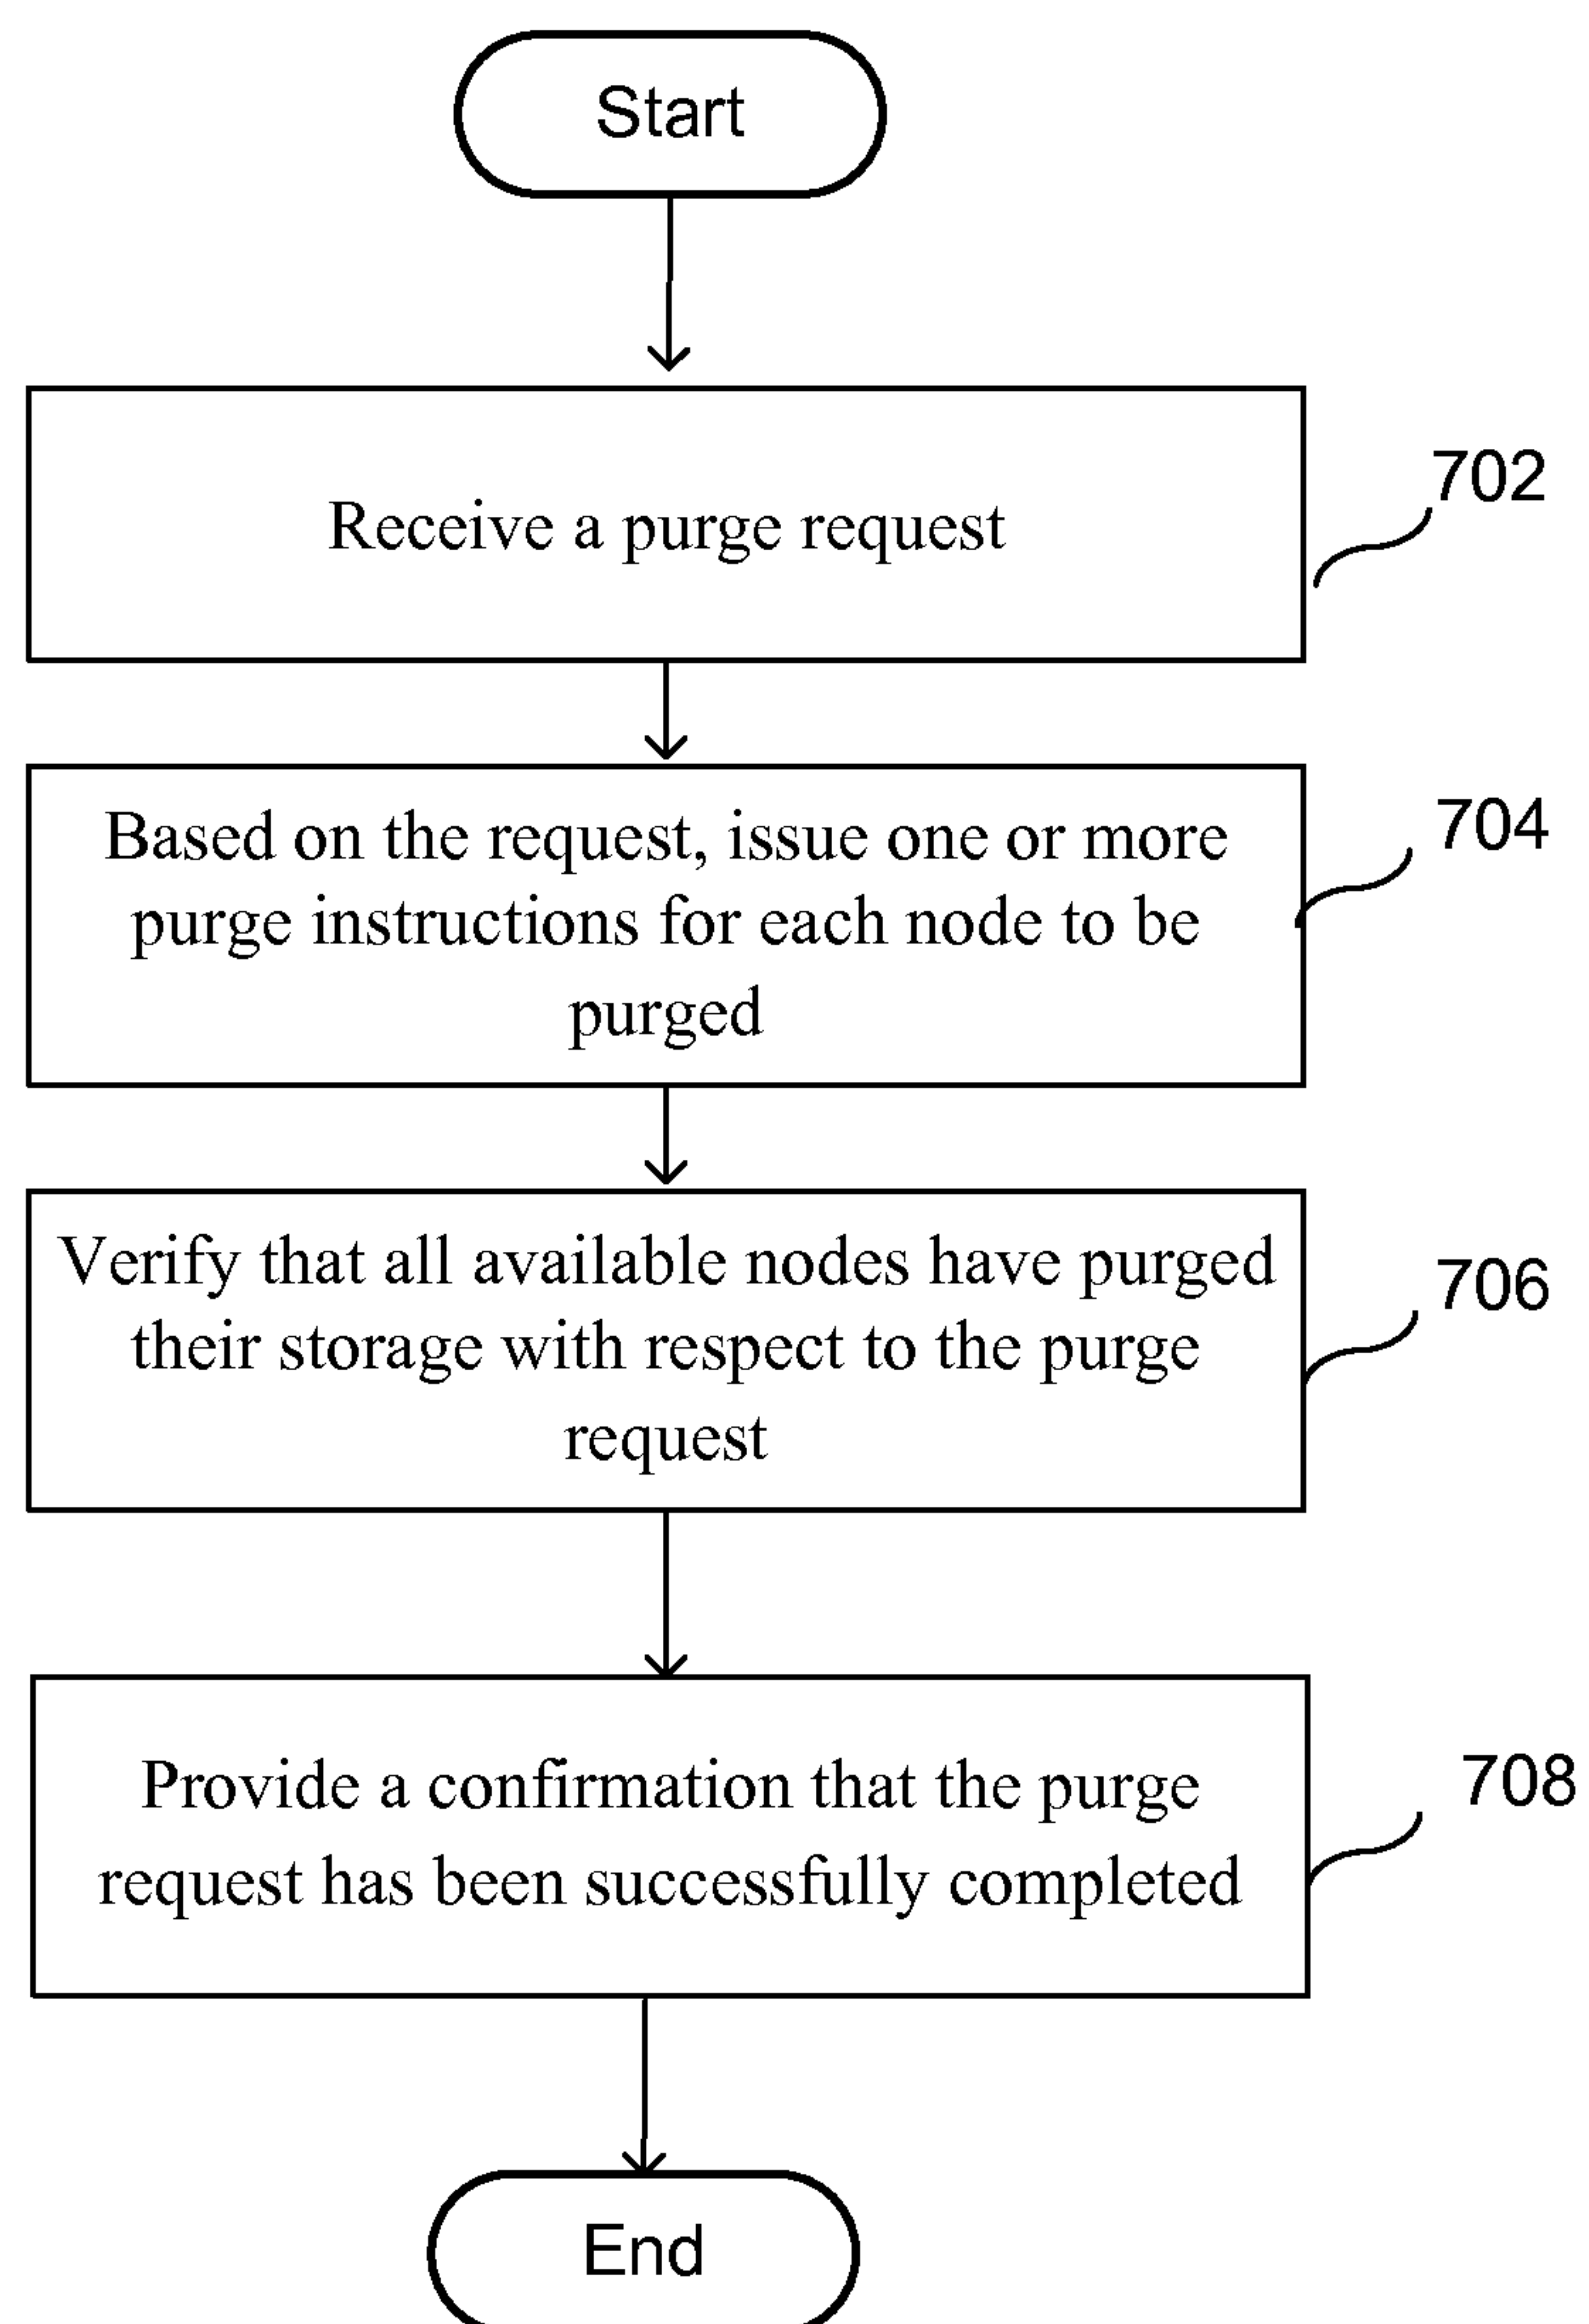 Start
Receive a purge request
702
Based on the request, issue one or more
purge instructions for each node to be
purged
704
Verify that all available nodes have purged
their storage with respect to the purge
request
706
Provide a confirmation that the purge
request has been successfully completed
708
End